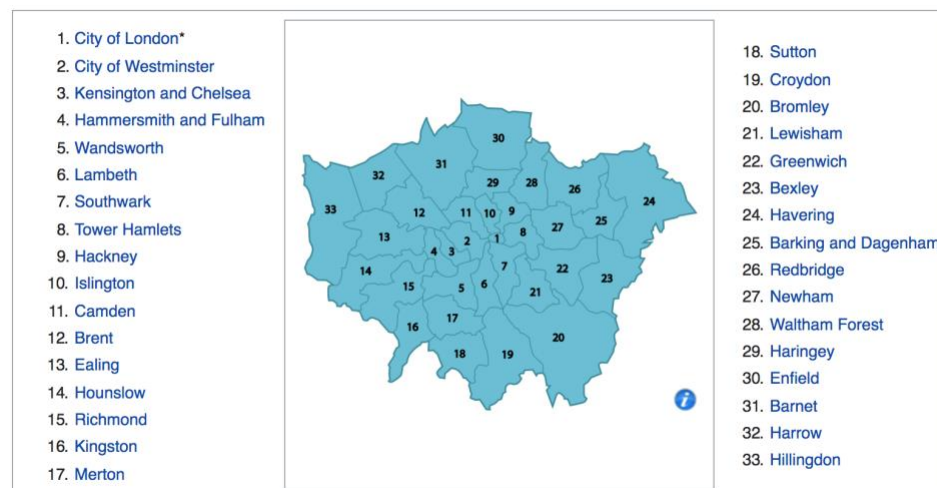 1. City of London*
2. City of Westminster
3. Kensington and Chelsea
4. Hammersmith and Fulham
5. Wandsworth
6. Lambeth
7. Southwark
8. Tower Hamlets
9. Hackney
10. Islington
11. Camden
12. Brent
13. Ealing
14. Hounslow
15. Richmond
16. Kingston
17. Merton
30
31
32
29
28
26
24
33
12
11
10
9
25
13
2
1
8
27
4
3
14
7
22
23
15
5
6
21
16
17
20
18
19
i
18. Sutton
19. Croydon
20. Bromley
21. Lewisham
22. Greenwich
23. Bexley
24. Havering
25. Barking and Dagenham
26. Redbridge
27. Newham
28. Waltham Forest
29. Haringey
30. Enfield
31. Barnet
32. Harrow
33. Hillingdon